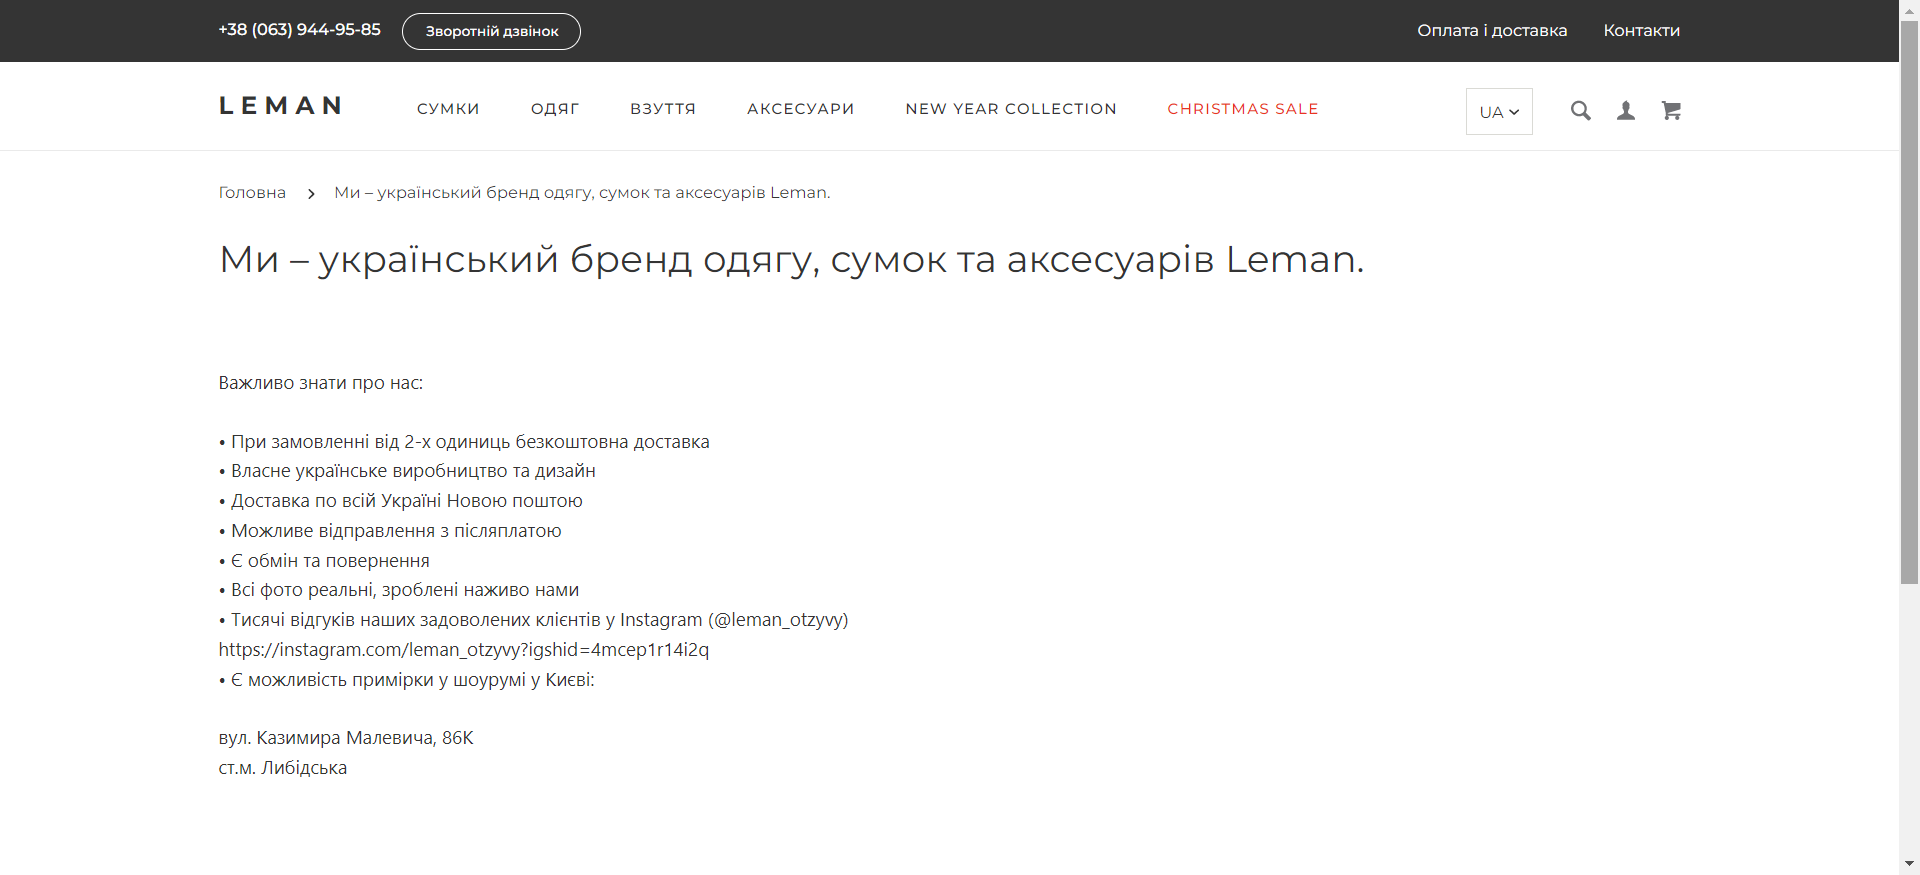 +38 (063) 944-95-85
Зворотній дзвінок
Оплата і доставка
Контакти
LEMAN
СУМКИ
ОДЯГ
ВЗУТТЯ
АКСЕСУАРИ
NEW YEAR COLLECTION
CHRISTMAS SALE
UA
Головна
Ми – український бренд одягу, сумок та аксесуарів Leman.
Ми – український бренд одягу, сумок та аксесуарів Leman.
Важливо знати про нас:
• При замовленні від 2-х одиниць безкоштовна доставка
• Власне українське виробництво та дизайн
• Доставка по всій Україні Новою поштою
• Можливе відправлення з післяплатою
• Є обмін та повернення
• Всі фото реальні, зроблені наживо нами
• Тисячі відгуків наших задоволених клієнтів у Instagram (@leman_otzyvy)
https://instagram.com/leman_otzyvy?igshid=4mcep1r14i2q
• Є можливість примірки у шоурумі у Києві:
вул. Казимира Малевича, 86К
ст.м. Либідська